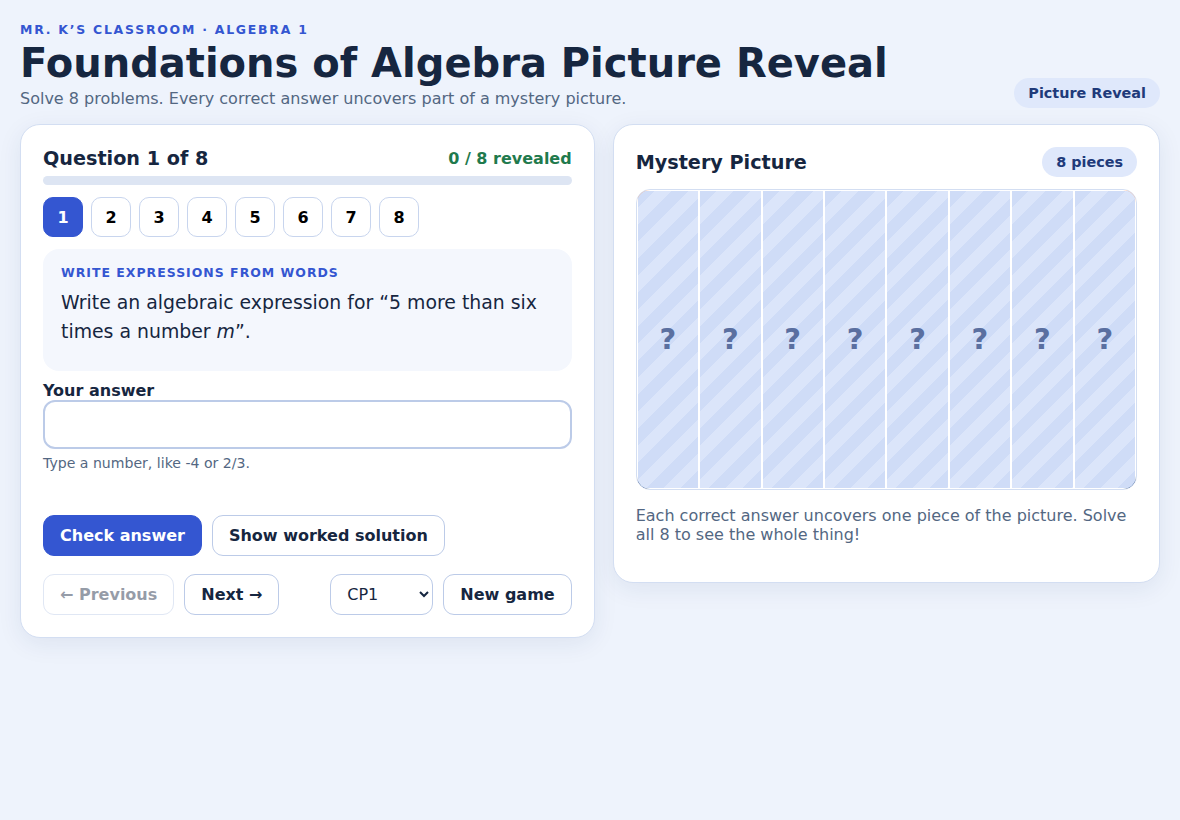 MR. K’S CLASSROOM · ALGEBRA 1
Foundations of Algebra Picture Reveal
Solve 8 problems. Every correct answer uncovers part of a mystery picture.
Picture Reveal
Question 1 of 8
0 / 8 revealed
1 2 3 4 5 6 7 8
WRITE EXPRESSIONS FROM WORDS
Write an algebraic expression for “5 more than six
times a number m”.
Your answer
Type a number, like -4 or 2/3.
Check answer
Show worked solution
← Previous
Next →
CP1
New game
Mystery Picture
8 pieces
? ? ? ? ? ? ? ?
Each correct answer uncovers one piece of the picture. Solve
all 8 to see the whole thing!